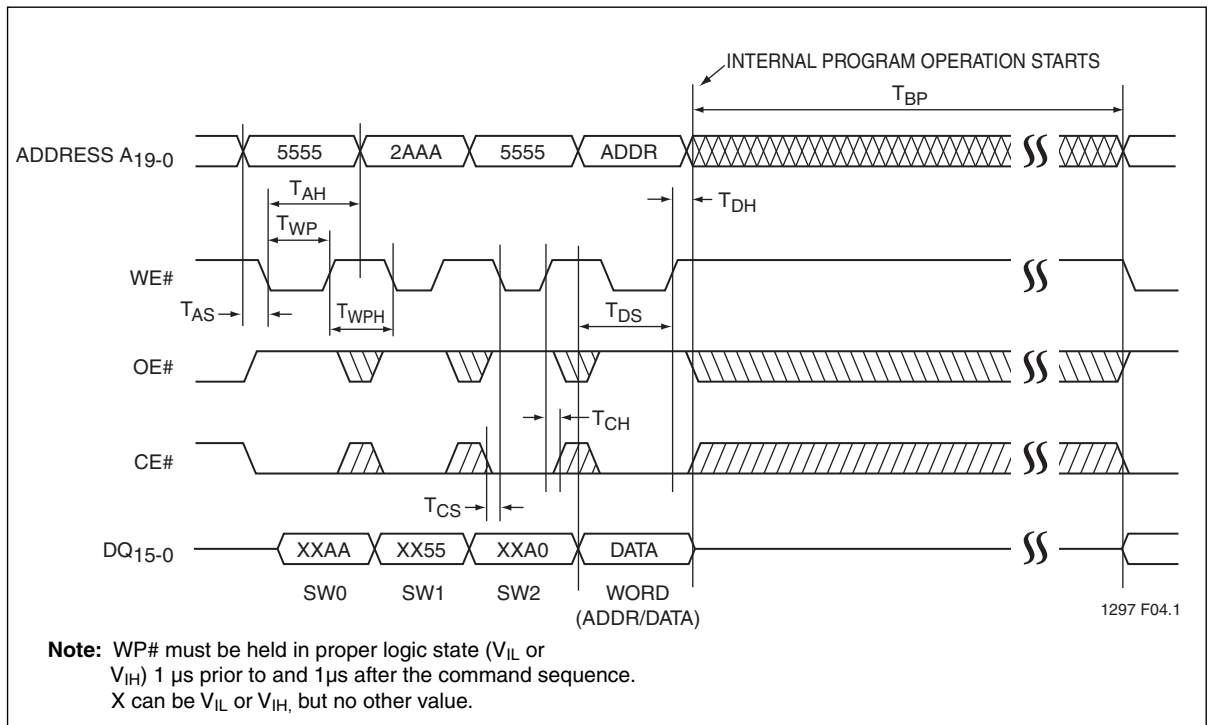 INTERNAL PROGRAM OPERATION STARTS
TBP
ADDRESS A19-0
5555
2AAA
5555
ADDR
TAH
TDH
TWP
WE#
TAS
TWPH
TDS
OE#
TCH
CE#
TCS
DQ15-0
XXAA
XX55
XXA0
DATA
SW0
SW1
SW2
WORD
(ADDR/DATA)
1297 F04.1
Note: WP# must be held in proper logic state (VIL or
VIH) 1 µs prior to and 1µs after the command sequence.
X can be VIL or VIH, but no other value.